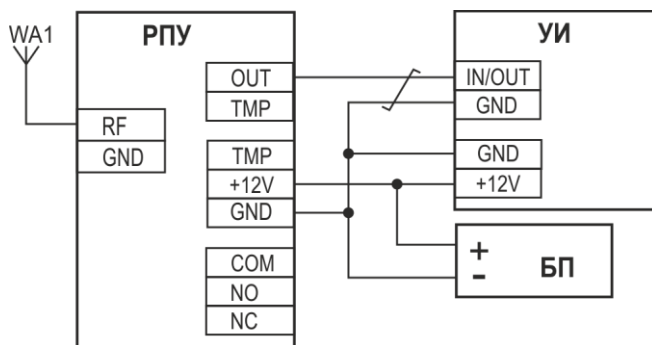 WA1
РПУ
RF
GND
OUT
TMP
TMP
+12V
GND
COM
NO
NC
УИ
IN/OUT
GND
GND
+12V
+
-
БП